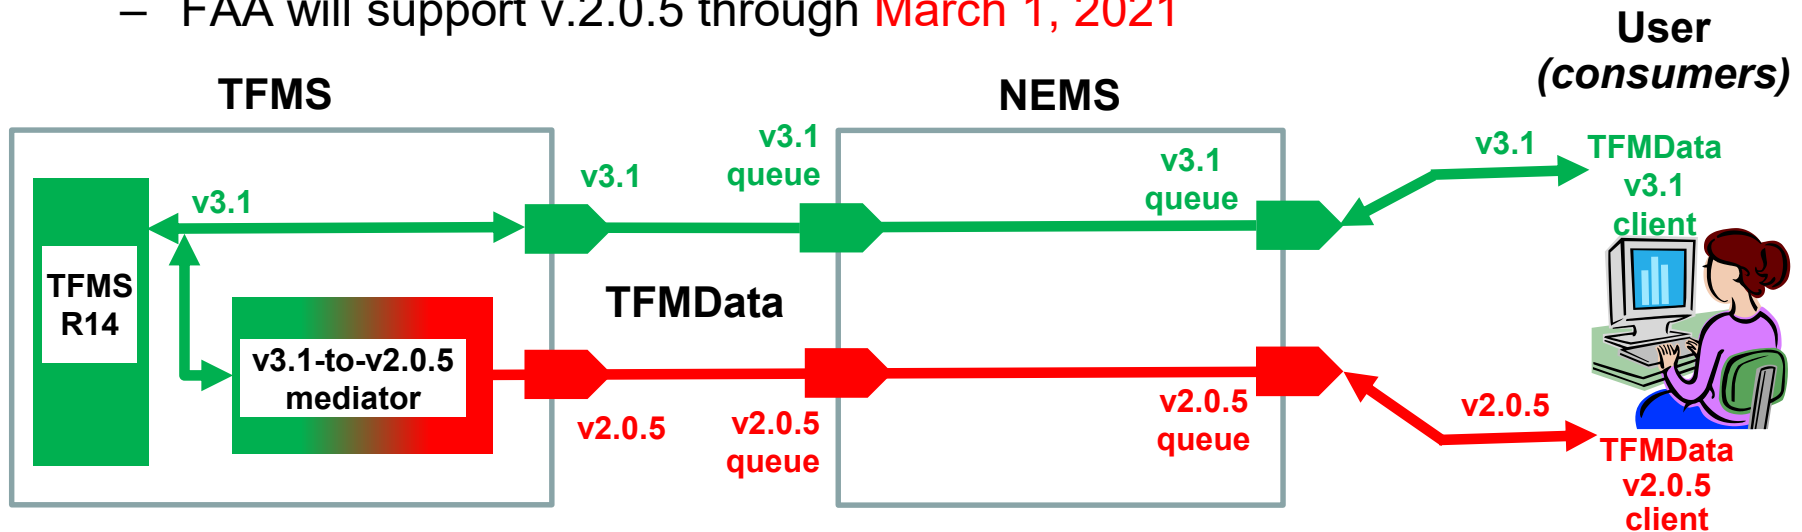 – FAA will support v.2.0.5 through March 1, 2021
User
(consumers)
TFMS
NEMS
v3.1
queue
v3.1
TFMData
v3.1
client
v3.1
queue
v3.1
v3.1
TFMS
R14
TFMData
v3.1-to-v2.0.5
mediator
v2.0.5
v2.0.5
queue
v2.0.5
queue
v2.0.5
TFMData
v2.0.5
client